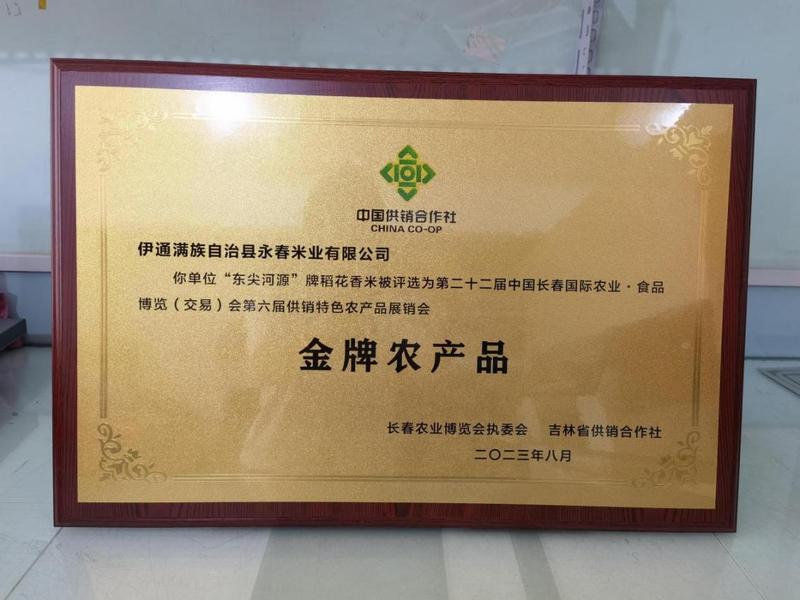 中国供销合作社
CHINA CO-OP
伊通满族自治县永春米业有限公司
你单位“东尖河源”牌稻花香米被评选为第二十二届中国长春国际农业·食品
博览（交易）会第六届供销特色农产品展销会
金牌农产品
长春农业博览会执委会 吉林省供销合作社
二〇二三年八月